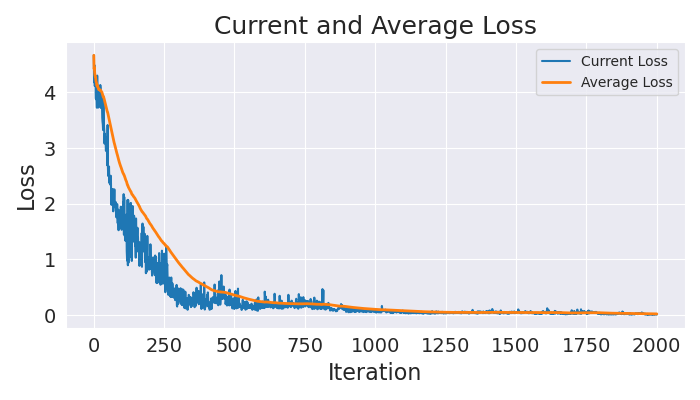 Current and Average Loss
Current Loss
Average Loss
Loss
4
3
2
1
0
0 250 500 750 1000 1250 1500 1750 2000
Iteration